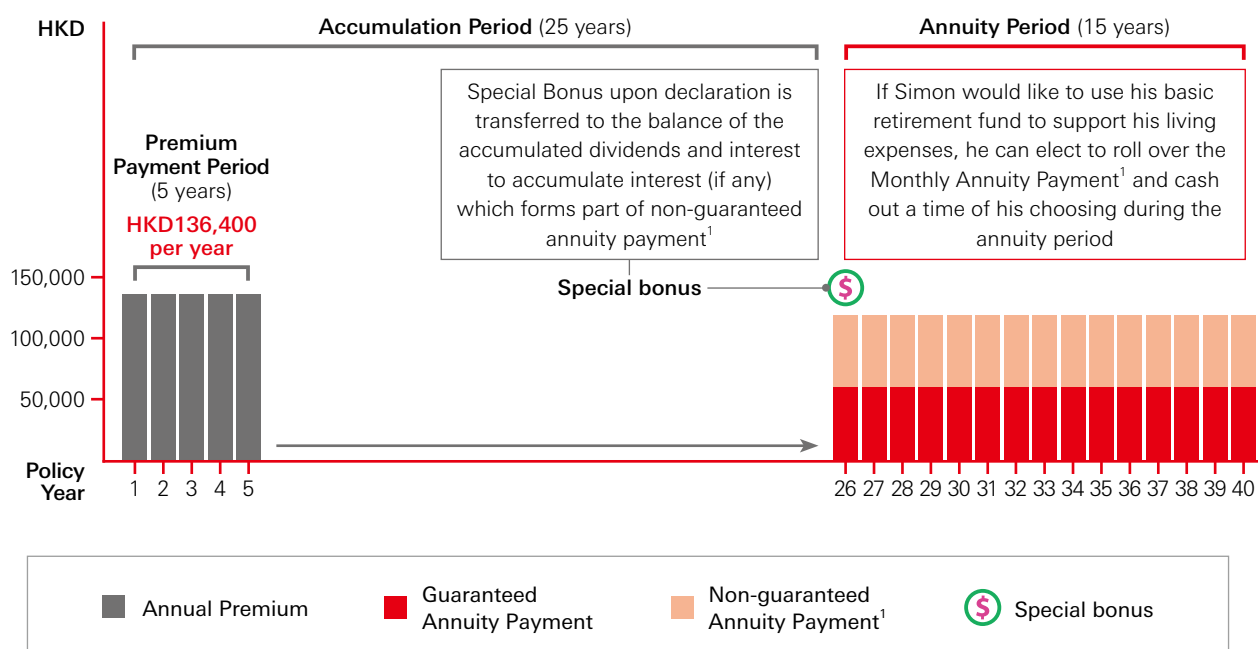 HKD
Accumulation Period (25 years)
Annuity Period (15 years)
Special Bonus upon declaration is
transferred to the balance of the
accumulated dividends and interest
to accumulate interest (if any)
which forms part of non-guaranteed
annuity payment1
If Simon would like to use his basic
retirement fund to support his living
expenses, he can elect to roll over the
Monthly Annuity Payment1 and cash
out a time of his choosing during the
annuity period
Premium
Payment Period
(5 years)
HKD136,400
per year
Special bonus
$
150,000
100,000
50,000
Policy
Year
1 2 3 4 5
26 27 28 29 30 31 32 33 34 35 36 37 38 39 40
Annual Premium
Guaranteed
Annuity Payment
Non-guaranteed
Annuity Payment1
$
Special bonus